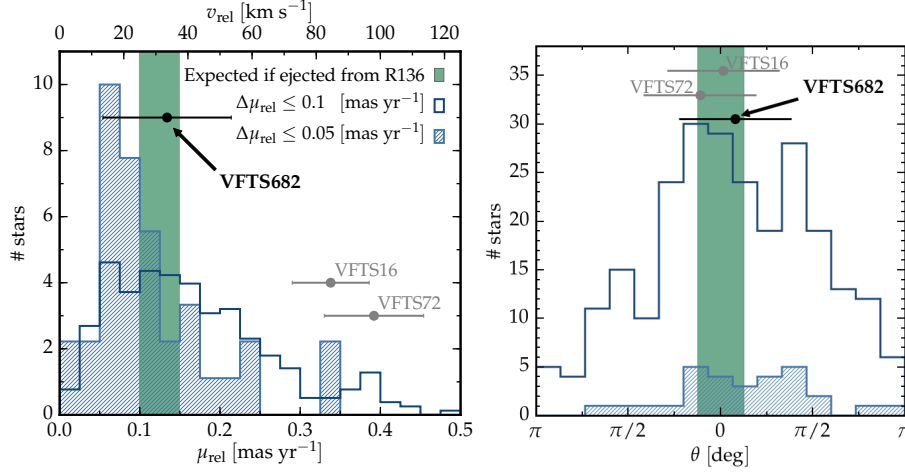 v_rel [km s⁻¹]
0 20 40 60 80 100 120
Expected if ejected from R136
Δμ_rel ≤ 0.1 [mas yr⁻¹]
Δμ_rel ≤ 0.05 [mas yr⁻¹]
VFTS682
VFTS16
VFTS72
# stars
10
8
6
4
2
0
0.0 0.1 0.2 0.3 0.4 0.5
μ_rel [mas yr⁻¹]
VFTS16
VFTS72
VFTS682
# stars
35
30
25
20
15
10
5
0
π π/2 0 π/2 π
θ [deg]